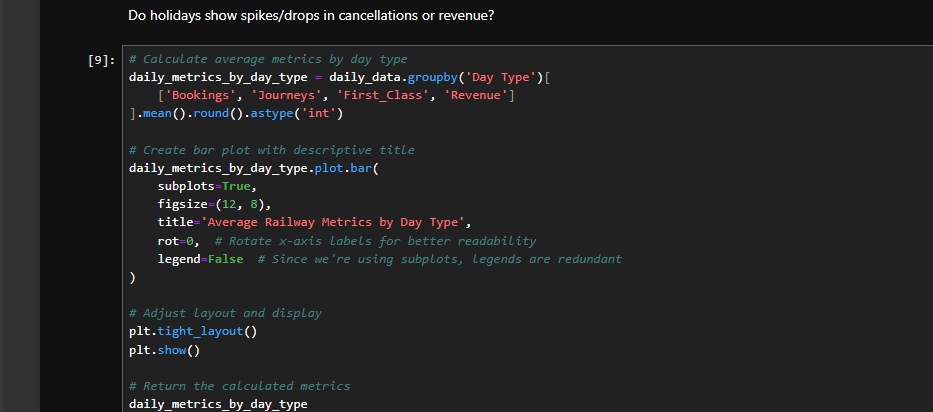 Do holidays show spikes/drops in cancellations or revenue?
[9]: # Calculate average metrics by day type
daily_metrics_by_day_type = daily_data.groupby('Day Type')[
    ['Bookings', 'Journeys', 'First_Class', 'Revenue']
].mean().round().astype('int')

# Create bar plot with descriptive title
daily_metrics_by_day_type.plot.bar(
    subplots=True,
    figsize=(12, 8),
    title='Average Railway Metrics by Day Type',
    rot=0,  # Rotate x-axis labels for better readability
    legend=False  # Since we're using subplots, legends are redundant
)

# Adjust layout and display
plt.tight_layout()
plt.show()

# Return the calculated metrics
daily_metrics_by_day_type